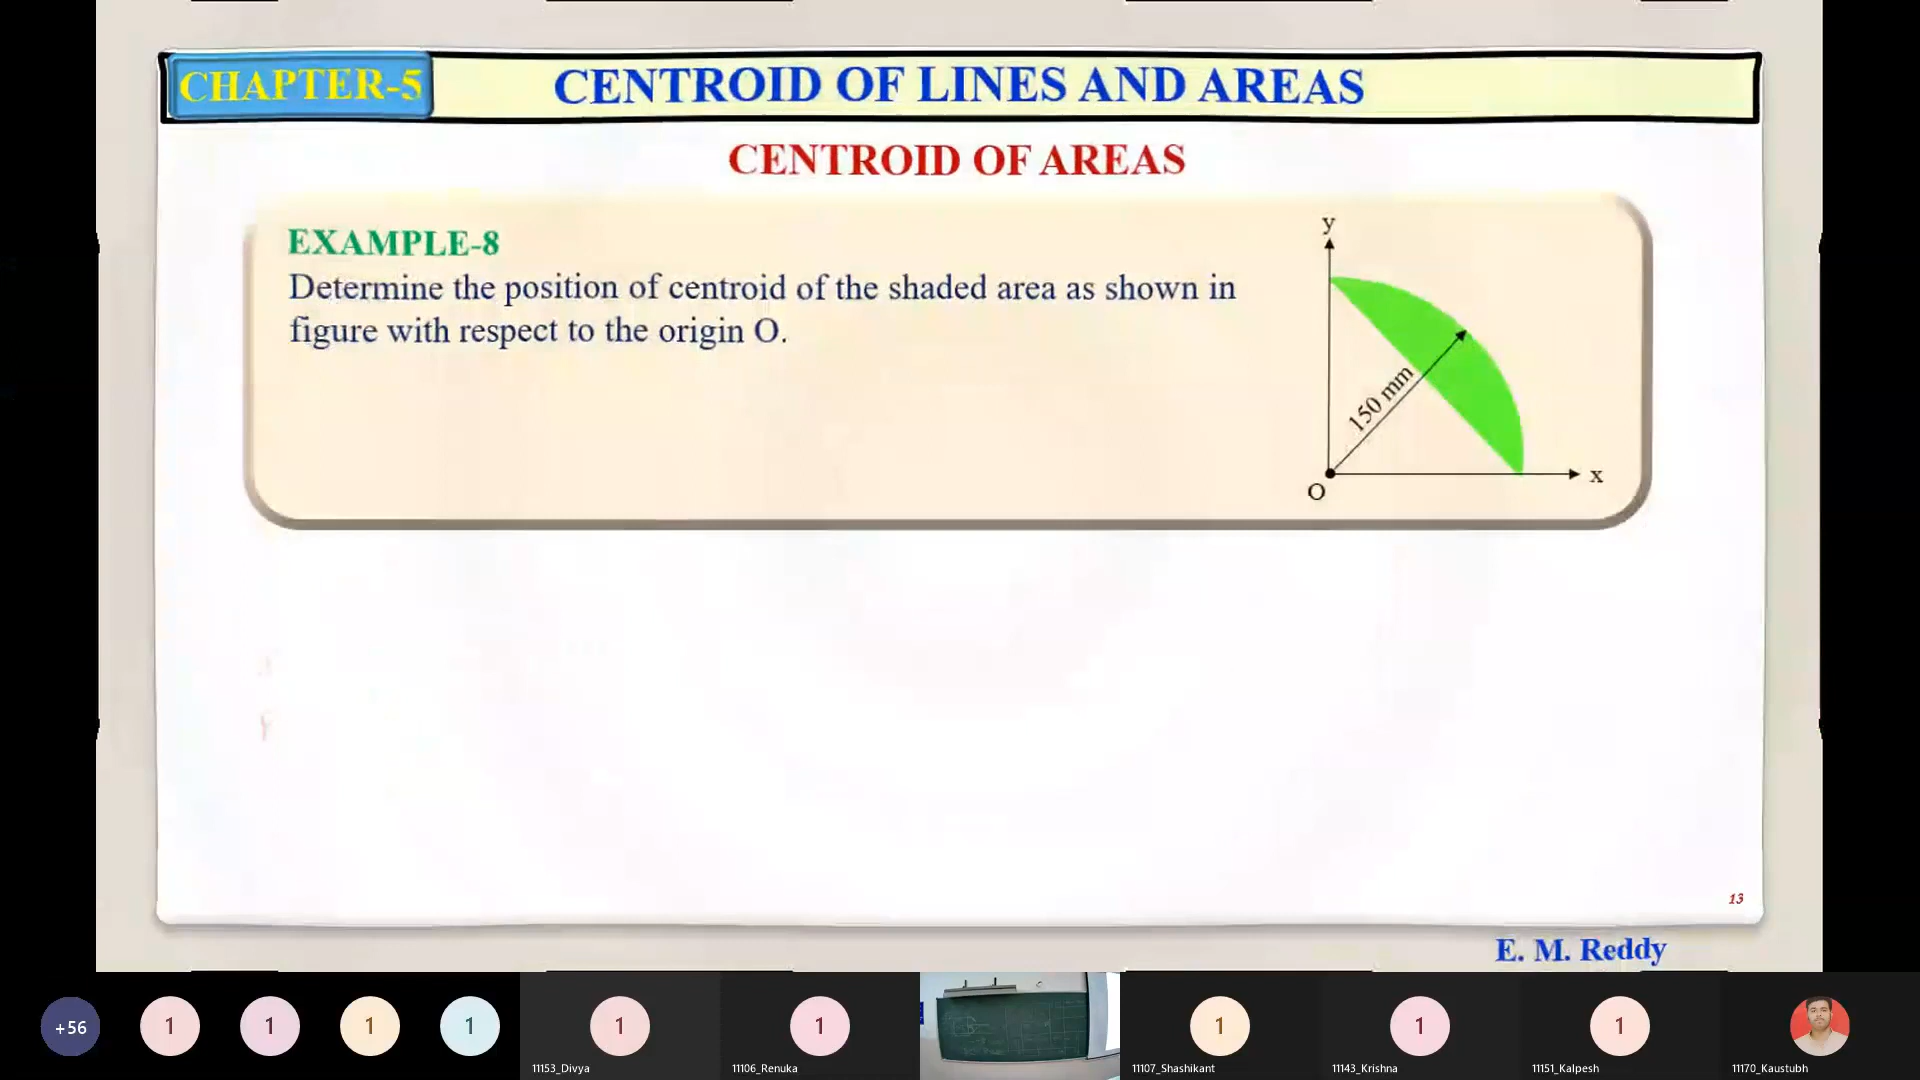 CHAPTER-5
CENTROID OF LINES AND AREAS
CENTROID OF AREAS
EXAMPLE-8
Determine the position of centroid of the shaded area as shown in
figure with respect to the origin O.
y
150 mm
x
O
13
E. M. Reddy
+56
1
1
1
1
1
1
1
1
1
11153_Divya
11106_Renuka
11107_Shashikant
11143_Krishna
11151_Kalpesh
11170_Kaustubh